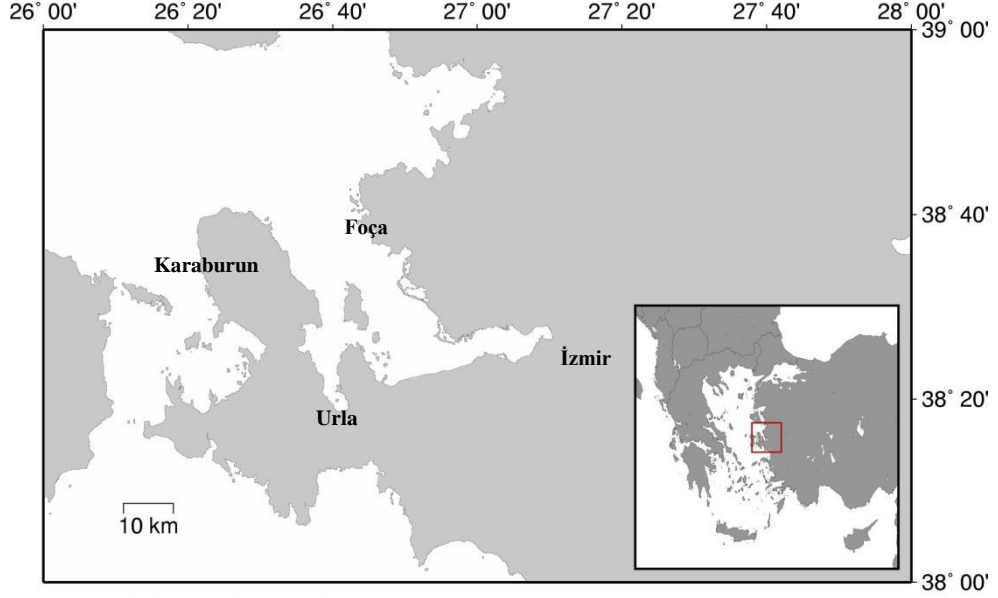 26˚ 00' 26˚ 20' 26˚ 40' 27˚ 00' 27˚ 20' 27˚ 40' 28˚ 00'
39˚ 00'
38˚ 40'
Foça
Karaburun
İzmir
38˚ 20'
Urla
10 km
38˚ 00'